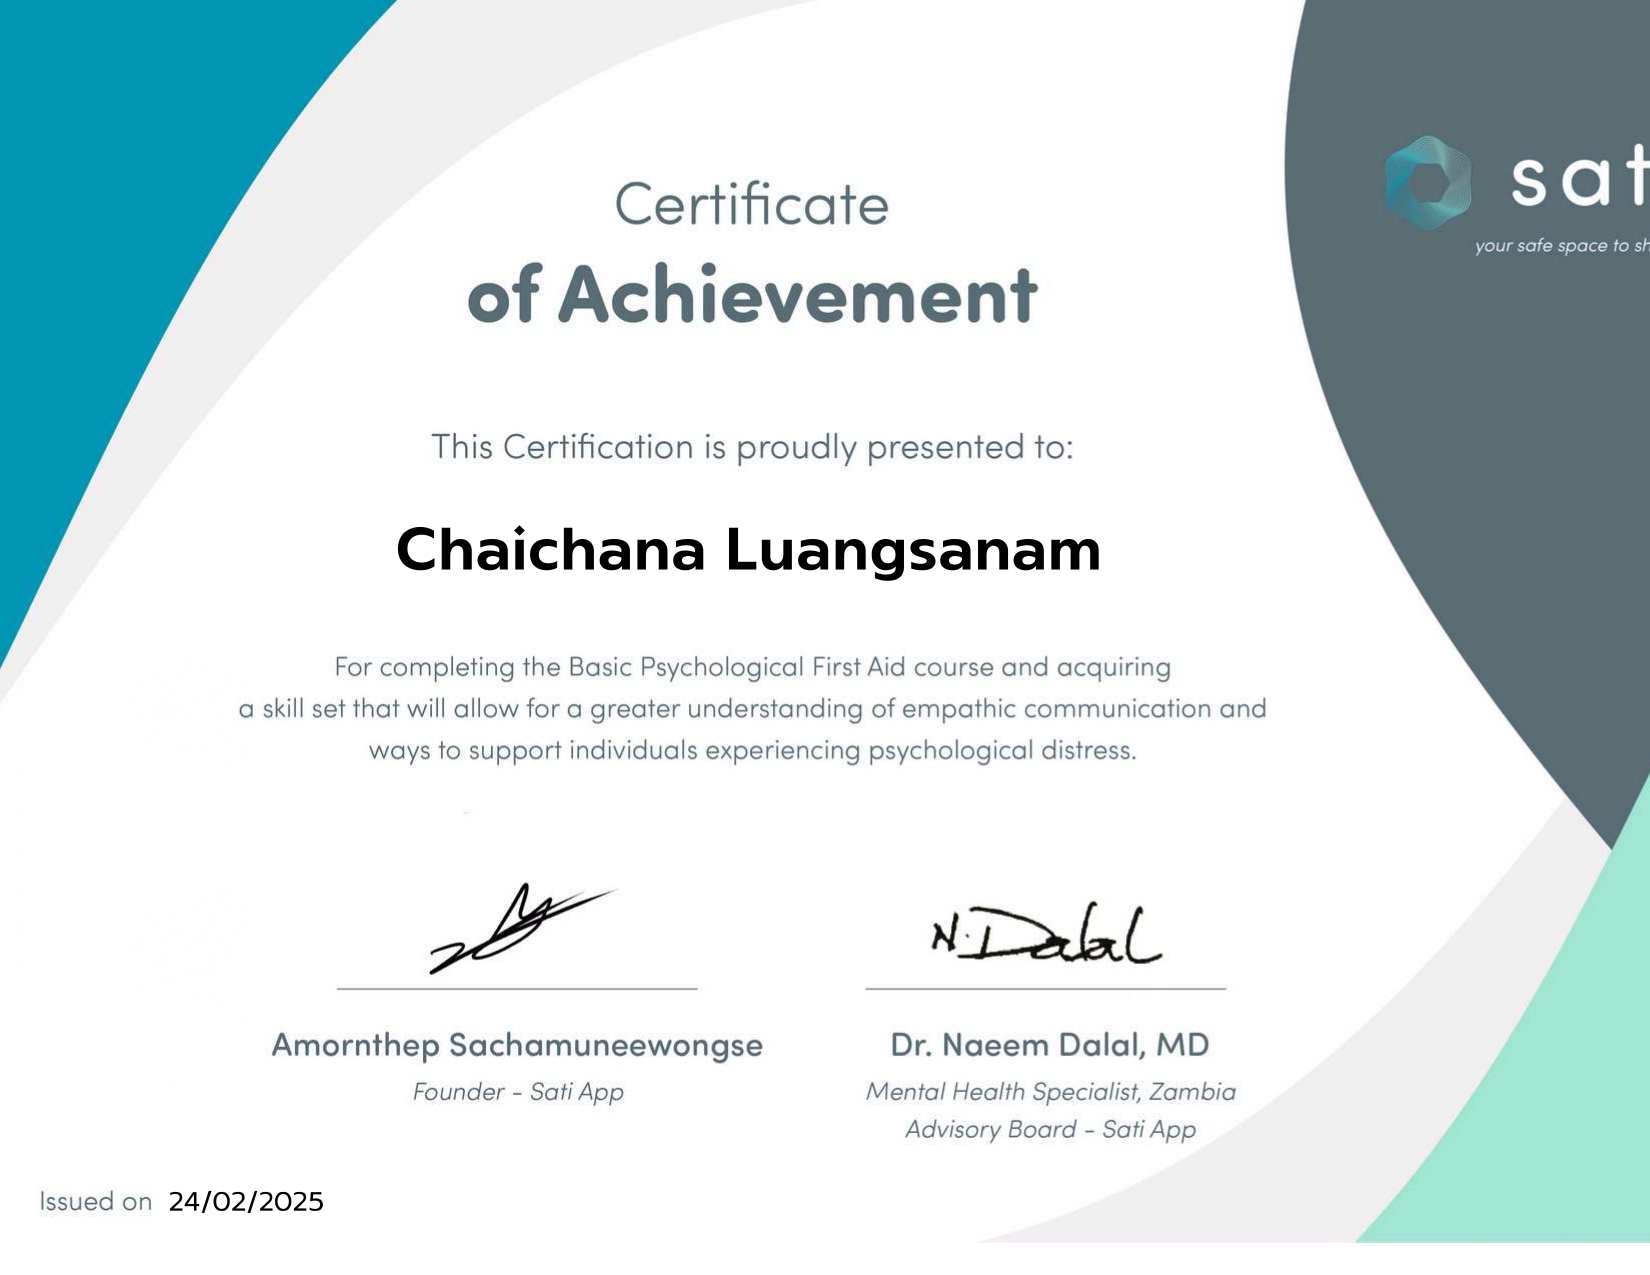 sat
your safe space to sh
Certificate
of Achievement
This Certification is proudly presented to:
Chaichana Luangsanam
For completing the Basic Psychological First Aid course and acquiring
a skill set that will allow for a greater understanding of empathic communication and
ways to support individuals experiencing psychological distress.
N. Dalal
Amornthep Sachamuneewongse
Founder - Sati App
Dr. Naeem Dalal, MD
Mental Health Specialist, Zambia
Advisory Board - Sati App
Issued on 24/02/2025